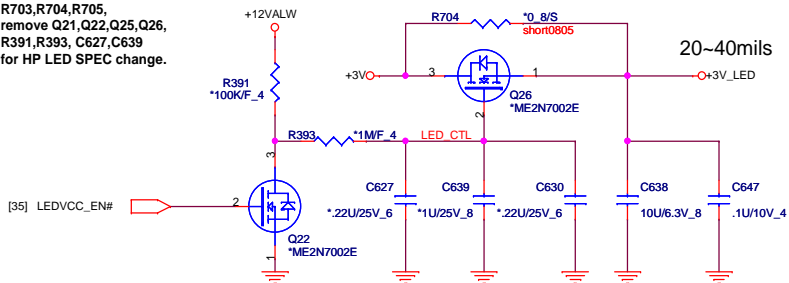 R703,R704,R705,
remove Q21,Q22,Q25,Q26,
R391,R393, C627,C639
for HP LED SPEC change.
+12VALW
R704
*0_8/S
short0805
20~40mils
+3V
3
1
+3V_LED
R391
*100K/F_4
Q26
*ME2N7002E
2
R393
*1M/F_4
LED_CTL
3
[35] LEDVCC_EN#
2
Q22
*ME2N7002E
1
C627
*.22U/25V_6
C639
*1U/25V_8
C630
*.22U/25V_6
C638
10U/6.3V_8
C647
.1U/10V_4